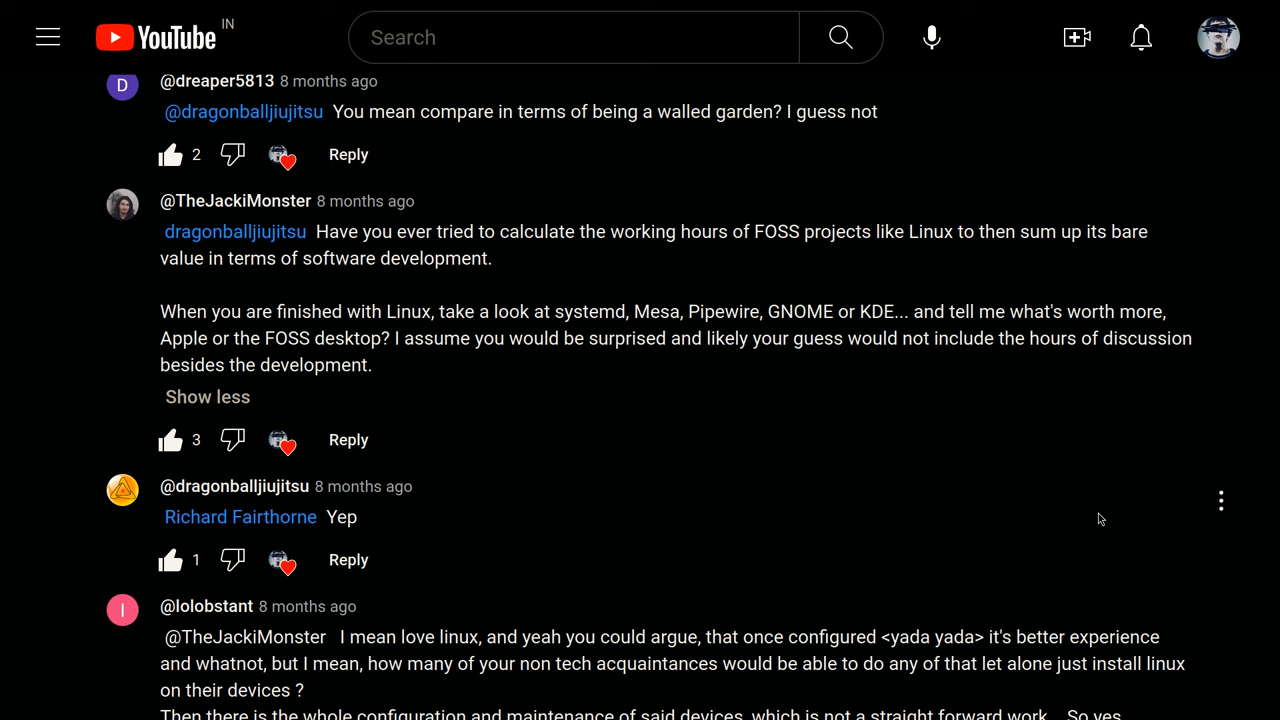 YouTube IN
Search
D
@dreaper5813 8 months ago
@dragonballjiujitsu You mean compare in terms of being a walled garden? I guess not
2 Reply
@TheJackiMonster 8 months ago
dragonballjiujitsu Have you ever tried to calculate the working hours of FOSS projects like Linux to then sum up its bare
value in terms of software development.
When you are finished with Linux, take a look at systemd, Mesa, Pipewire, GNOME or KDE... and tell me what's worth more,
Apple or the FOSS desktop? I assume you would be surprised and likely your guess would not include the hours of discussion
besides the development.
Show less
3 Reply
@dragonballjiujitsu 8 months ago
Richard Fairthorne Yep
1 Reply
l
@lolobstant 8 months ago
@TheJackiMonster I mean love linux, and yeah you could argue, that once configured <yada yada> it's better experience
and whatnot, but I mean, how many of your non tech acquaintances would be able to do any of that let alone just install linux
on their devices ?
Then there is the whole configuration and maintenance of said devices, which is not a straight forward work... So yes